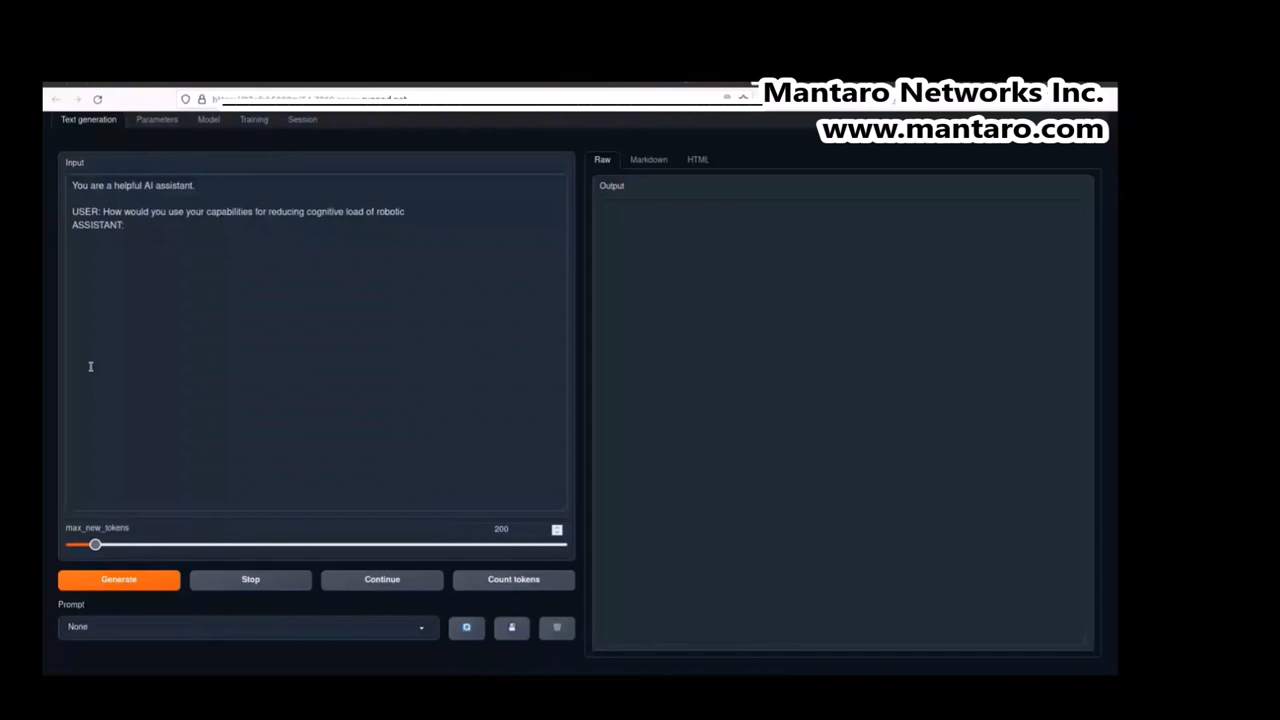 Mantaro Networks Inc.
www.mantaro.com
Text generation Parameters Model Training Session
Input
You are a helpful AI assistant.
USER: How would you use your capabilities for reducing cognitive load of robotic
ASSISTANT:
max_new_tokens 200
Generate Stop Continue Count tokens
Prompt
None
Raw Markdown HTML
Output